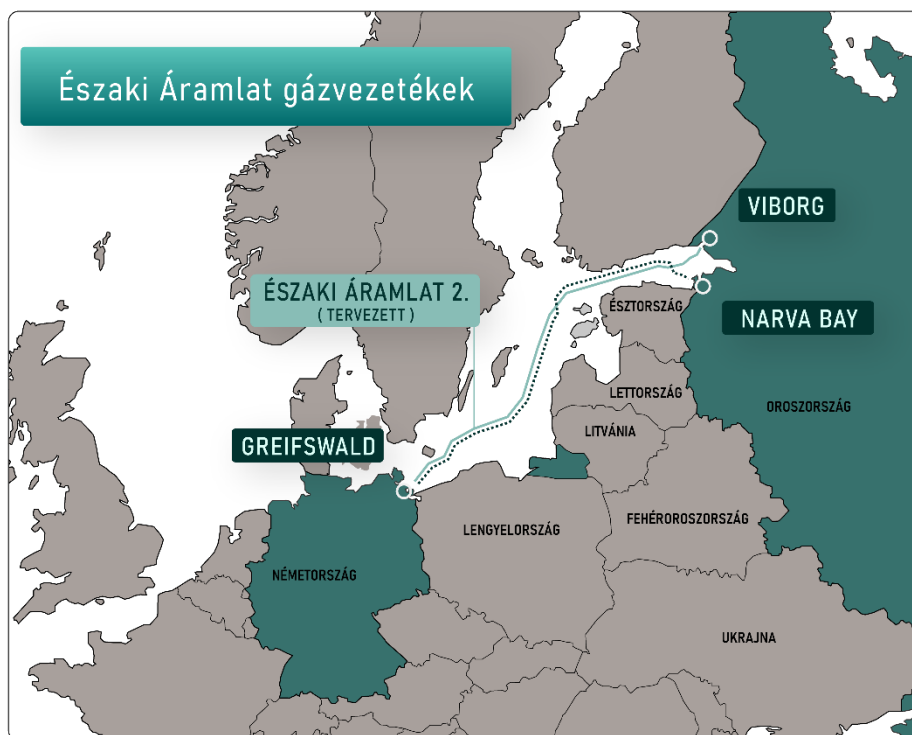 Északi Áramlat gázvezetékek
VIBORG
ÉSZAKI ÁRAMLAT 2.
( TERVEZETT )
ÉSZTORSZÁG
NARVA BAY
LETTORSZÁG
OROSZORSZÁG
LITVÁNIA
GREIFSWALD
FEHÉROROSZORSZÁG
LENGYELORSZÁG
NÉMETORSZÁG
UKRAJNA